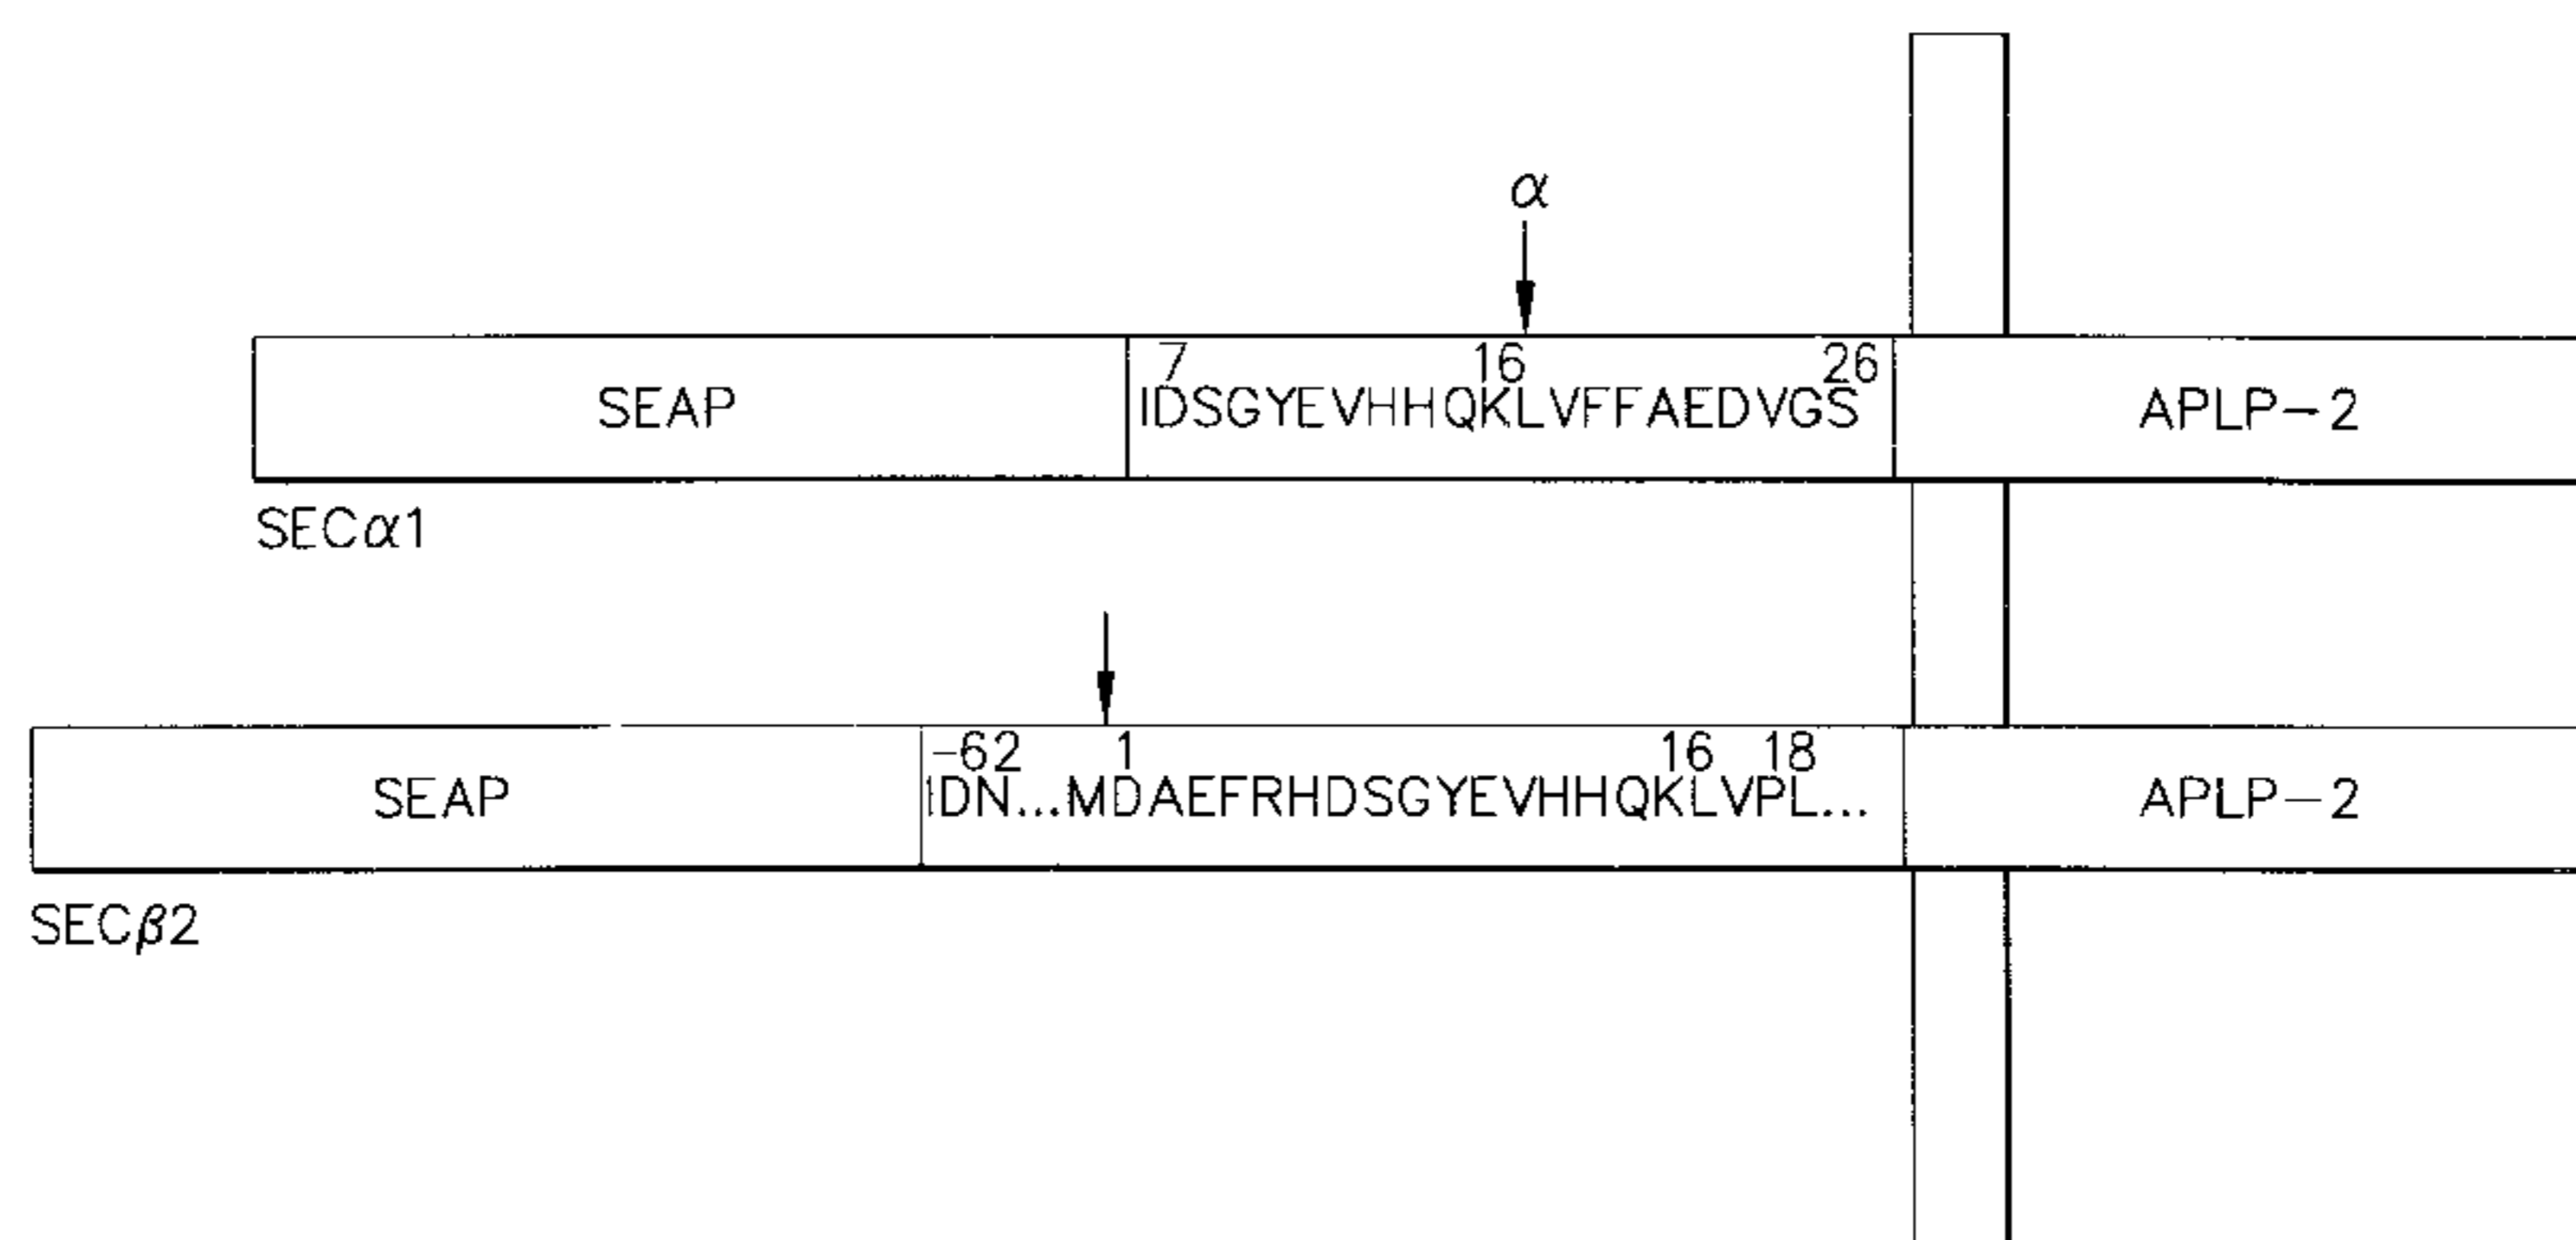 α
7 16 26
SEAP IDSGYEVHHQKLVFFAEDVGS APLP-2
SECα1
-62 1 16 18
SEAP IDN...MDAEFRHDSGYEVHHQKLVPL... APLP-2
SECβ2